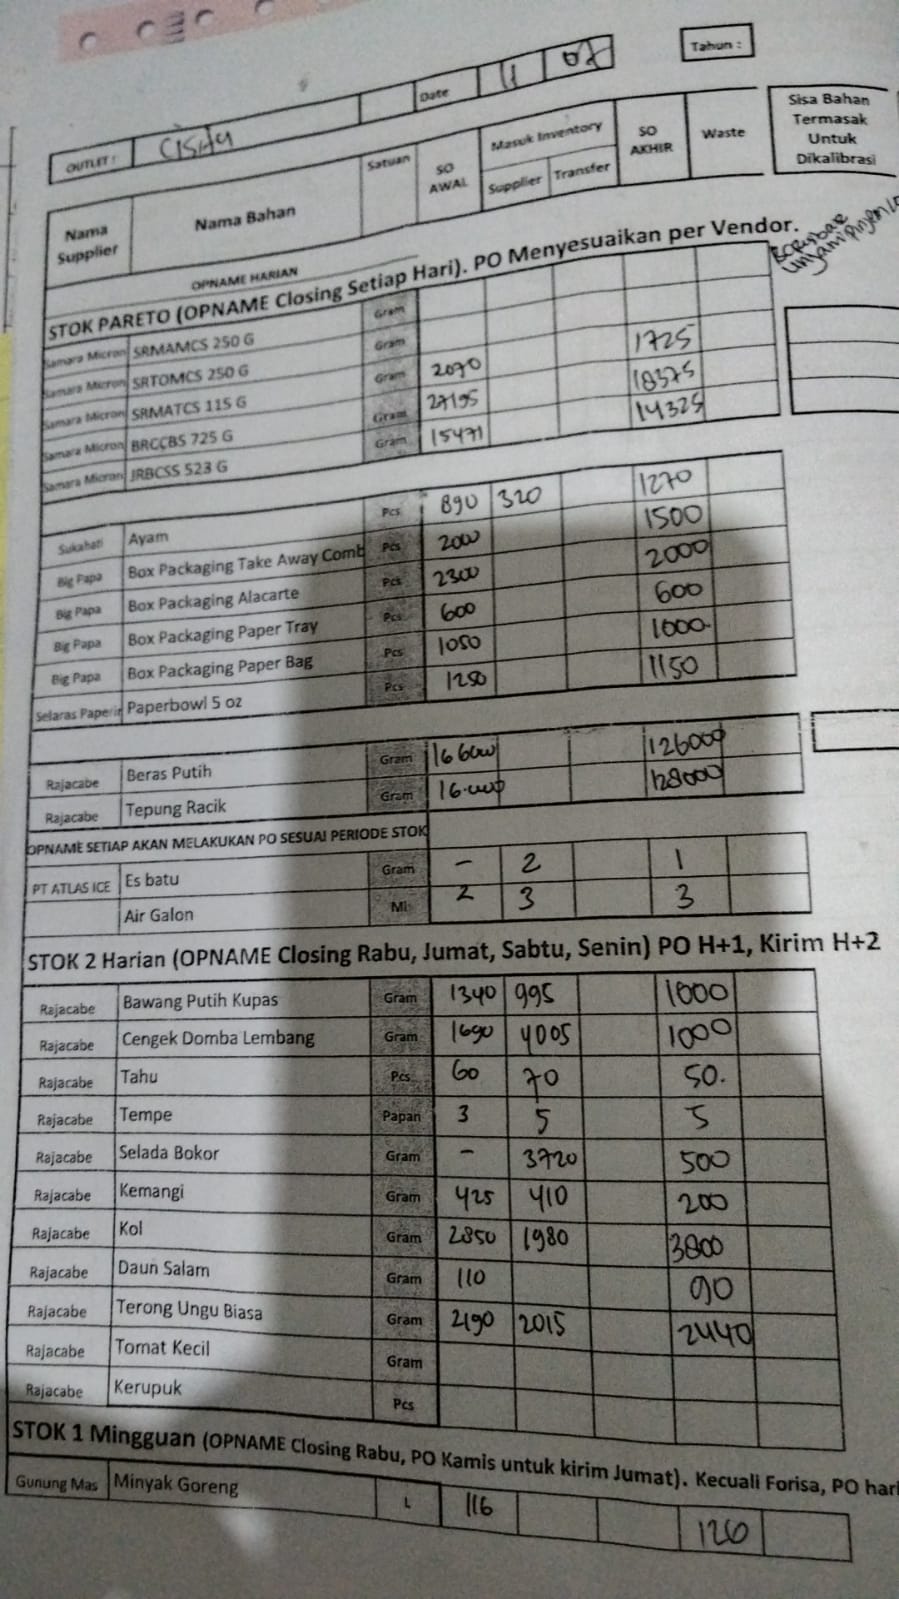 Tahun :
OUTLET : CISAY Date 11 07
Nama Supplier Nama Bahan Satuan SO AWAL Masuk Inventory Supplier Transfer SO AKHIR Waste Sisa Bahan Termasak Untuk Dikalibrasi
OPNAME HARIAN
STOK PARETO (OPNAME Closing Setiap Hari). PO Menyesuaikan per Vendor.
Samara Micron SRMAMCS 250 G Gram
Samara Micron SRTOMCS 250 G Gram
Samara Micron SRMATCS 115 G Gram 2070 1725
Samara Micron BRCCBS 725 G Gram 27195 18375
Samara Micron JRBCSS 523 G Gram 15471 14325
Sukahati Ayam Pcs 890 320 1270
Big Papa Box Packaging Take Away Comb Pcs 2000 1500
Big Papa Box Packaging Alacarte Pcs 2300 2000
Big Papa Box Packaging Paper Tray Pcs 600 600
Big Papa Box Packaging Paper Bag Pcs 1050 1000
Selaras Paperin Paperbowl 5 oz Pcs 1250 1150
Rajacabe Beras Putih Gram 126000
Rajacabe Tepung Racik Gram 128000
OPNAME SETIAP AKAN MELAKUKAN PO SESUAI PERIODE STOK
PT ATLAS ICE Es batu Gram - 2 1
Air Galon Ml 2 3 3
STOK 2 Harian (OPNAME Closing Rabu, Jumat, Sabtu, Senin) PO H+1, Kirim H+2
Rajacabe Bawang Putih Kupas Gram 1340 995 1000
Rajacabe Cengek Domba Lembang Gram 1690 4005 1000
Rajacabe Tahu Pcs 60 70 50.
Rajacabe Tempe Papan 3 5 5
Rajacabe Selada Bokor Gram - 3720 500
Rajacabe Kemangi Gram 425 410 200
Rajacabe Kol Gram 2850 1980 3800
Rajacabe Daun Salam Gram 110 90
Rajacabe Terong Ungu Biasa Gram 2190 2015 2440
Rajacabe Tomat Kecil Gram
Rajacabe Kerupuk Pcs
STOK 1 Mingguan (OPNAME Closing Rabu, PO Kamis untuk kirim Jumat). Kecuali Forisa, PO hari
Gunung Mas Minyak Goreng L 116 126